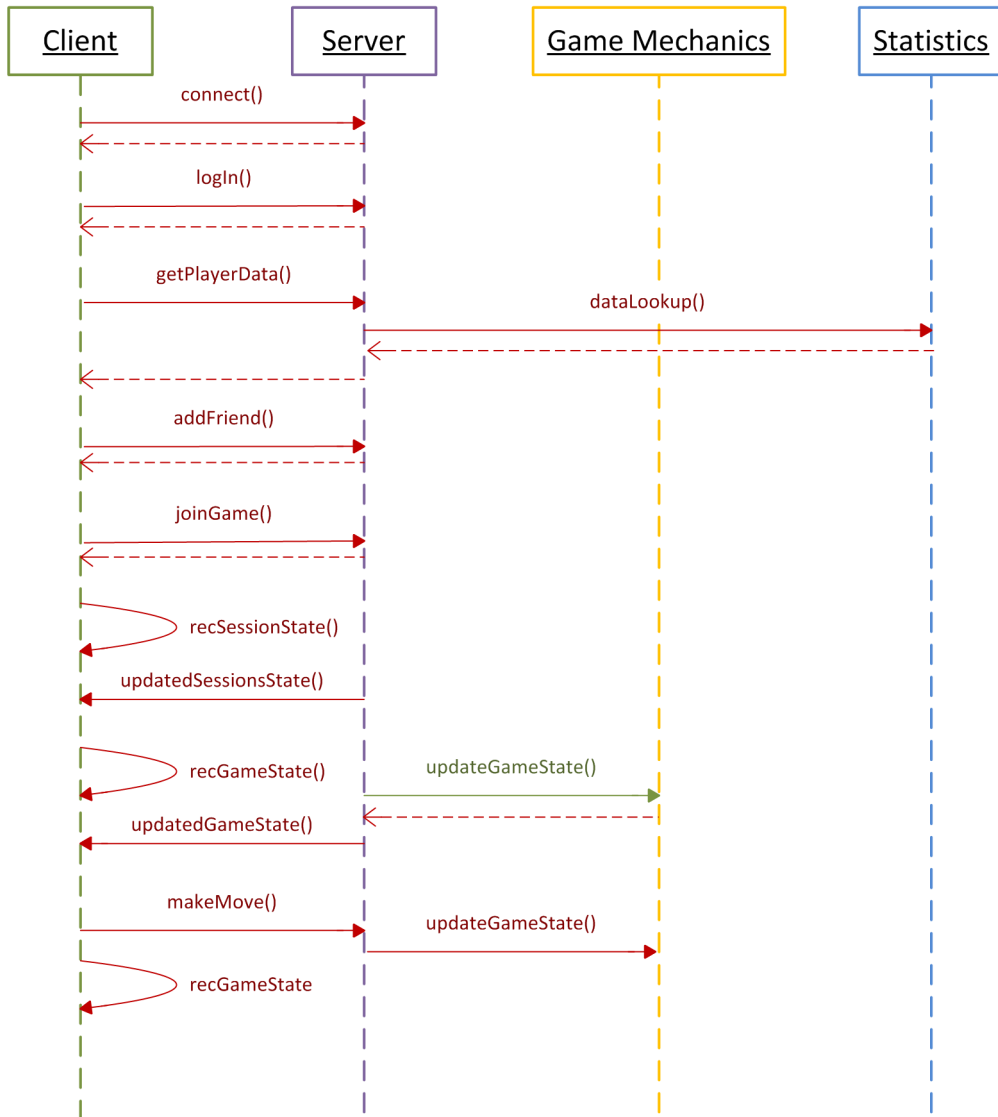 Client
Server
Game Mechanics
Statistics
connect()
logIn()
getPlayerData()
dataLookup()
addFriend()
joinGame()
recSessionState()
updatedSessionsState()
recGameState()
updateGameState()
updatedGameState()
makeMove()
updateGameState()
recGameState